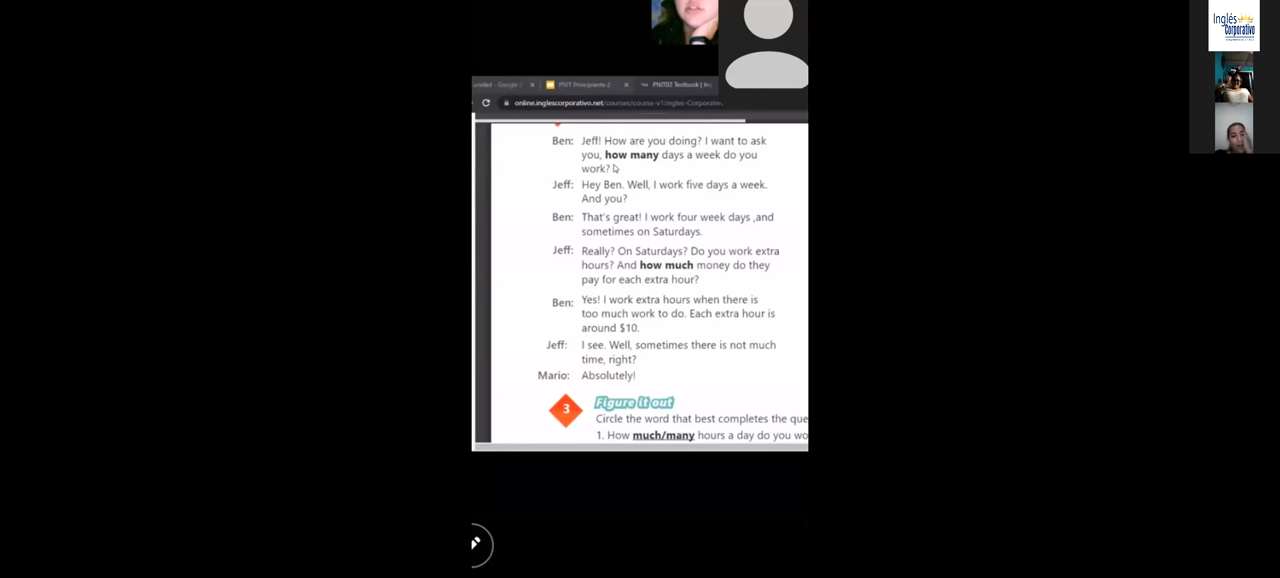 Inglés
Corporativo
unidad - Google
PNIT Principante 2
PNIT02 Textbook | In
online.inglescorporativo.net/courses/course-v1:Ingles-Corporativ
Ben: Jeff! How are you doing? I want to ask
you, how many days a week do you
work?
Jeff: Hey Ben. Well, I work five days a week.
And you?
Ben: That's great! I work four week days ,and
sometimes on Saturdays.
Jeff: Really? On Saturdays? Do you work extra
hours? And how much money do they
pay for each extra hour?
Ben: Yes! I work extra hours when there is
too much work to do. Each extra hour is
around $10.
Jeff: I see. Well, sometimes there is not much
time, right?
Mario: Absolutely!
3 Figure it out
Circle the word that best completes the que
1. How much/many hours a day do you wo